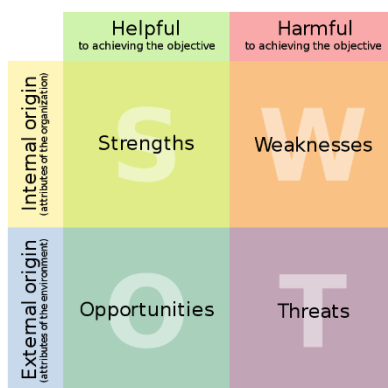 Helpful
to achieving the objective
Harmful
to achieving the objective
Internal origin
(attributes of the organization)
S
Strengths
W
Weaknesses
External origin
(attributes of the environment)
O
Opportunities
T
Threats